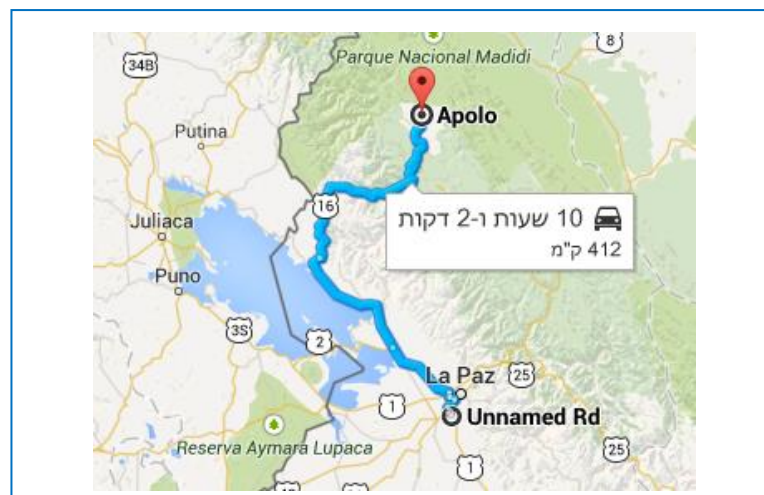 8
34B
Parque Nacional Madidi
Apolo
Putina
16
10 שעות ו-2 דקות
412 ק"מ
Juliaca
Puno
3S
2
La Paz
25
1
Unnamed Rd
Reserva Aymara Lupaca
25
1